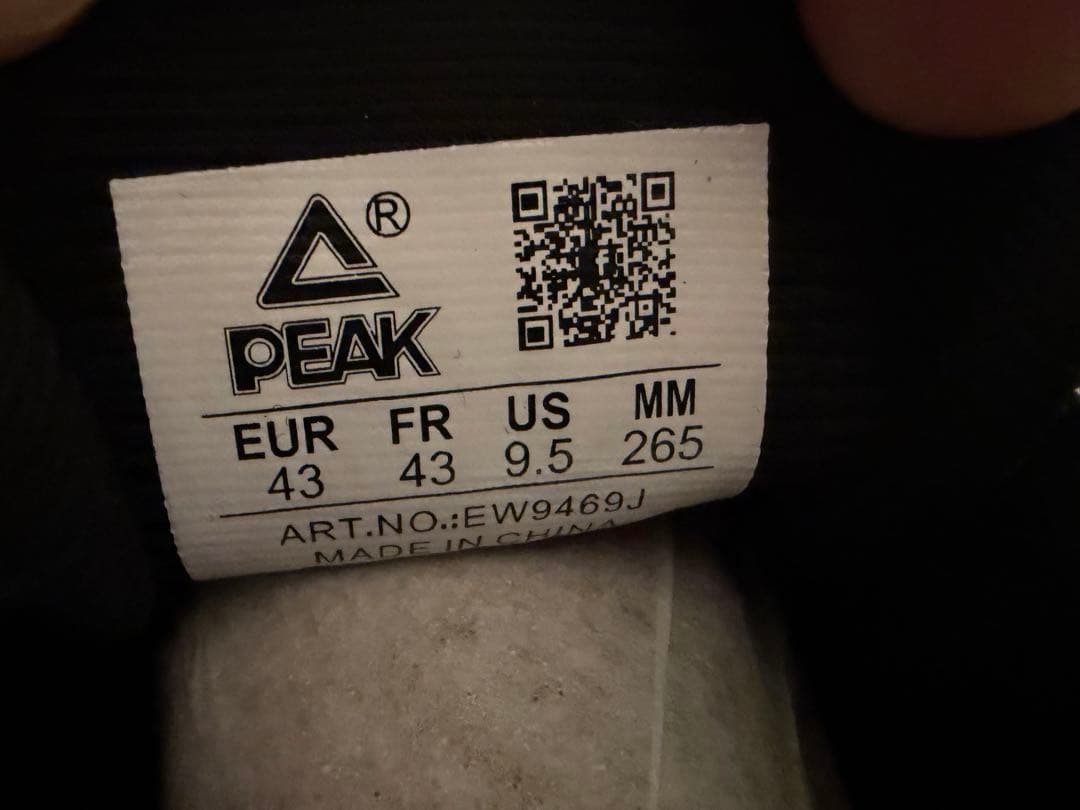 ®
PEAK
EUR FR US MM
43 43 9.5 265
ART.NO.:EW9469J
MADE IN CHINA